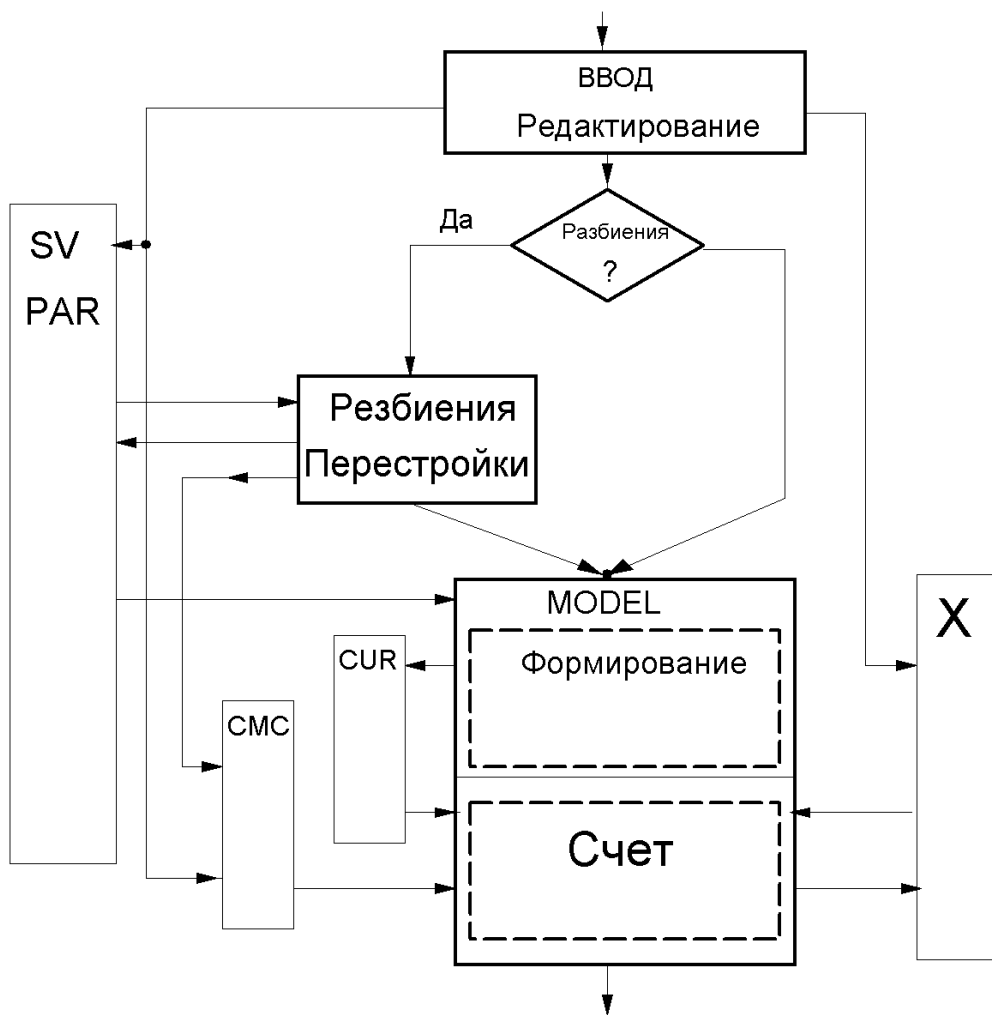 ВВОД
Редактирование
Да
Разбиения
?
SV
PAR
Резбиения
Перестройки
MODEL
Формирование
X
CUR
CMC
Счет